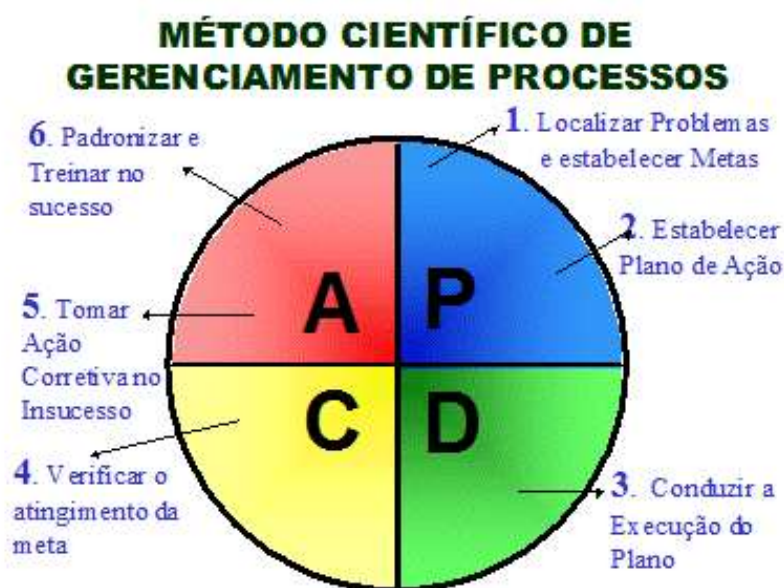 MÉTODO CIENTÍFICO DE
GERENCIAMENTO DE PROCESSOS
1. Localizar Problemas
e estabelecer Metas
2. Estabelecer
Plano de Ação
3. Conduzir a
Execução do
Plano
4. Verificar o
atingimento da
meta
5. Tomar
Ação
Corretiva no
Insucesso
6. Padronizar e
Treinar no
sucesso
A
P
C
D